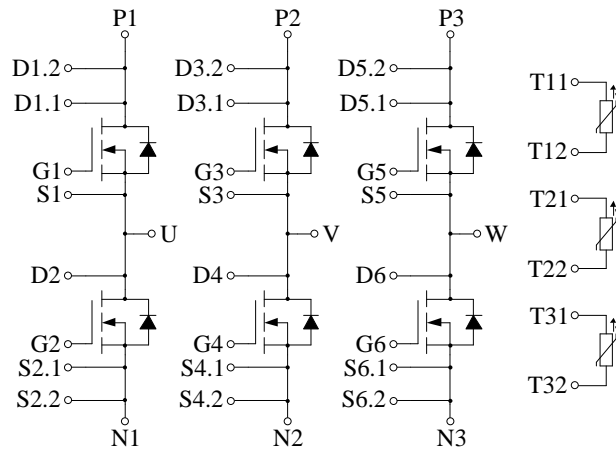 P1 P2 P3
D1.2 D3.2 D5.2
T11
D1.1 D3.1 D5.1
T12
G1 G3 G5
S1 S3 S5
T21
U V W
T22
D2 D4 D6
T31
G2 G4 G6
S2.1 S4.1 S6.1
T32
S2.2 S4.2 S6.2
N1 N2 N3